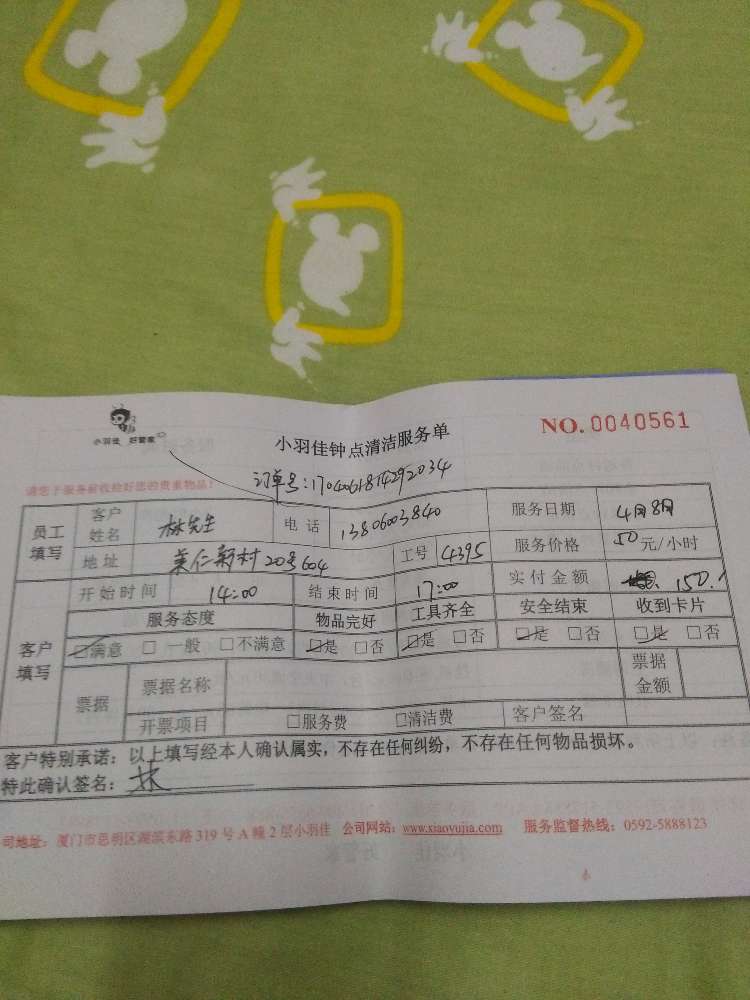 小羽佳 好管家
小羽佳钟点清洁服务单
NO. 0040561
订单号:1704061814292034
请您于服务前收拾好您的贵重物品!
员工填写 客户姓名 林先生 电话 13806003840 服务日期 4月8日
地址 新村20号604 工号 4395 服务价格 50元/小时
客户填写 开始时间 14:00 结束时间 17:00 实付金额 150.
服务态度 物品完好 工具齐全 安全结束 收到卡片
☑满意 □一般 □不满意 ☑是 □否 ☑是 □否 ☑是 □否 ☑是 □否
票据 票据名称 票据金额
开票项目 □服务费 □清洁费 客户签名
客户特别承诺:以上填写经本人确认属实,不存在任何纠纷,不存在任何物品损坏。
特此确认签名:林
司地址:厦门市思明区湖滨东路319号A幢2层小羽佳 公司网站:www.xiaoyujia.com 服务监督热线:0592-5888123